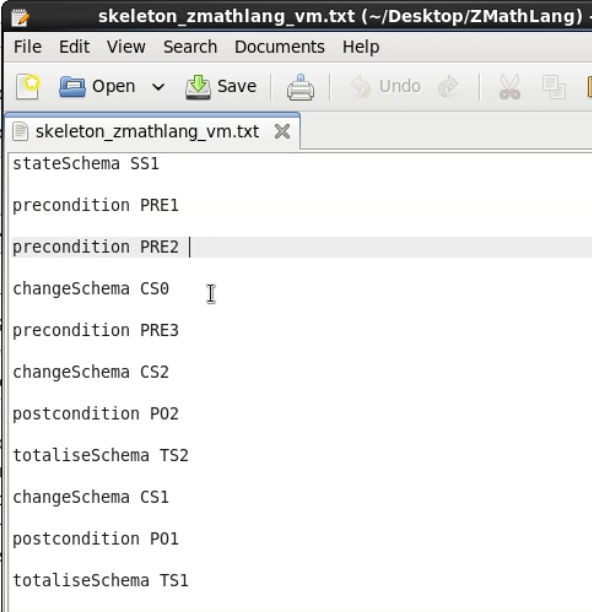 skeleton_zmathlang_vm.txt (~/Desktop/ZMathLang) -
File Edit View Search Documents Help
Open Save Undo
skeleton_zmathlang_vm.txt
stateSchema SS1
precondition PRE1
precondition PRE2
changeSchema CS0
precondition PRE3
changeSchema CS2
postcondition PO2
totaliseSchema TS2
changeSchema CS1
postcondition PO1
totaliseSchema TS1